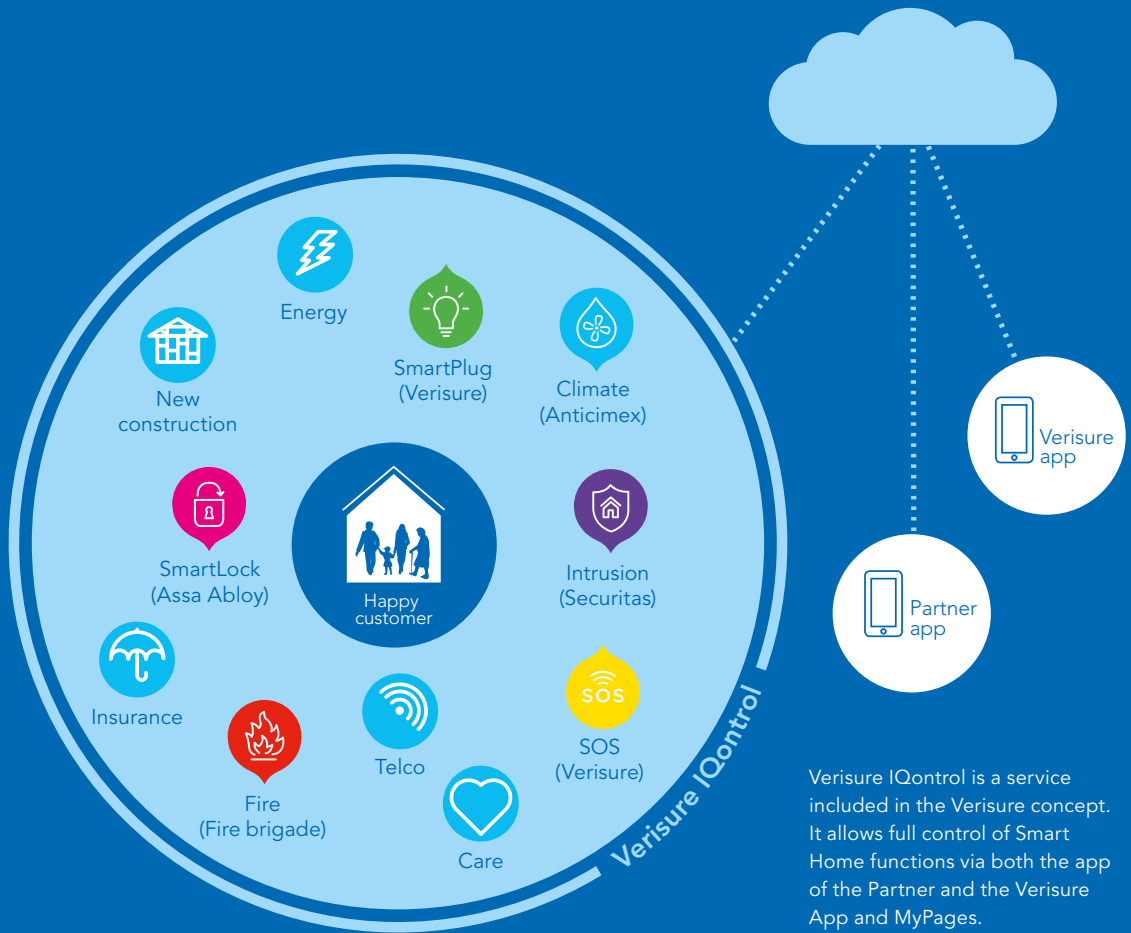 Energy
SmartPlug
(Verisure)
Climate
(Anticimex)
New
construction
Verisure
app
SmartLock
(Assa Abloy)
Happy
customer
Intrusion
(Securitas)
Partner
app
Insurance
Telco
SOS
SOS
(Verisure)
Fire
(Fire brigade)
Care
Verisure IQontrol
Verisure IQontrol is a service
included in the Verisure concept.
It allows full control of Smart
Home functions via both the app
of the Partner and the Verisure
App and MyPages.